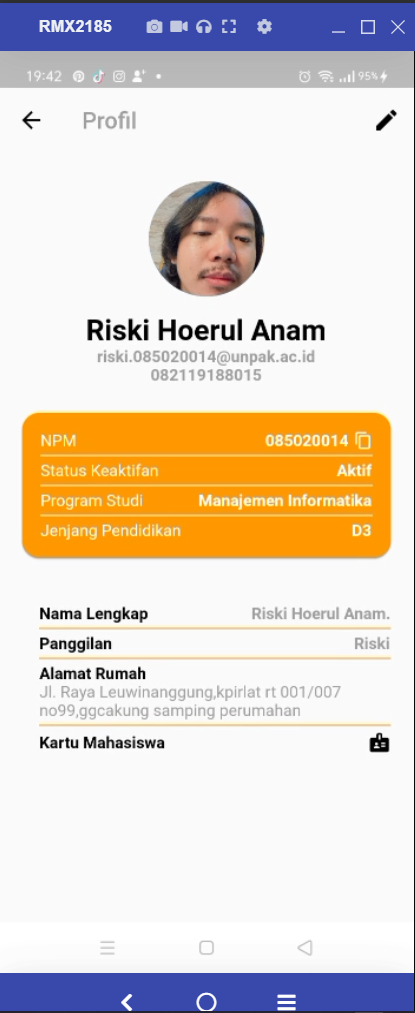 RMX2185
19:42
95%
Profil
Riski Hoerul Anam
riski.085020014@unpak.ac.id
082119188015
NPM 085020014
Status Keaktifan Aktif
Program Studi Manajemen Informatika
Jenjang Pendidikan D3
Nama Lengkap Riski Hoerul Anam.
Panggilan Riski
Alamat Rumah
Jl. Raya Leuwinanggung,kpirlat rt 001/007
no99,ggcakung samping perumahan
Kartu Mahasiswa